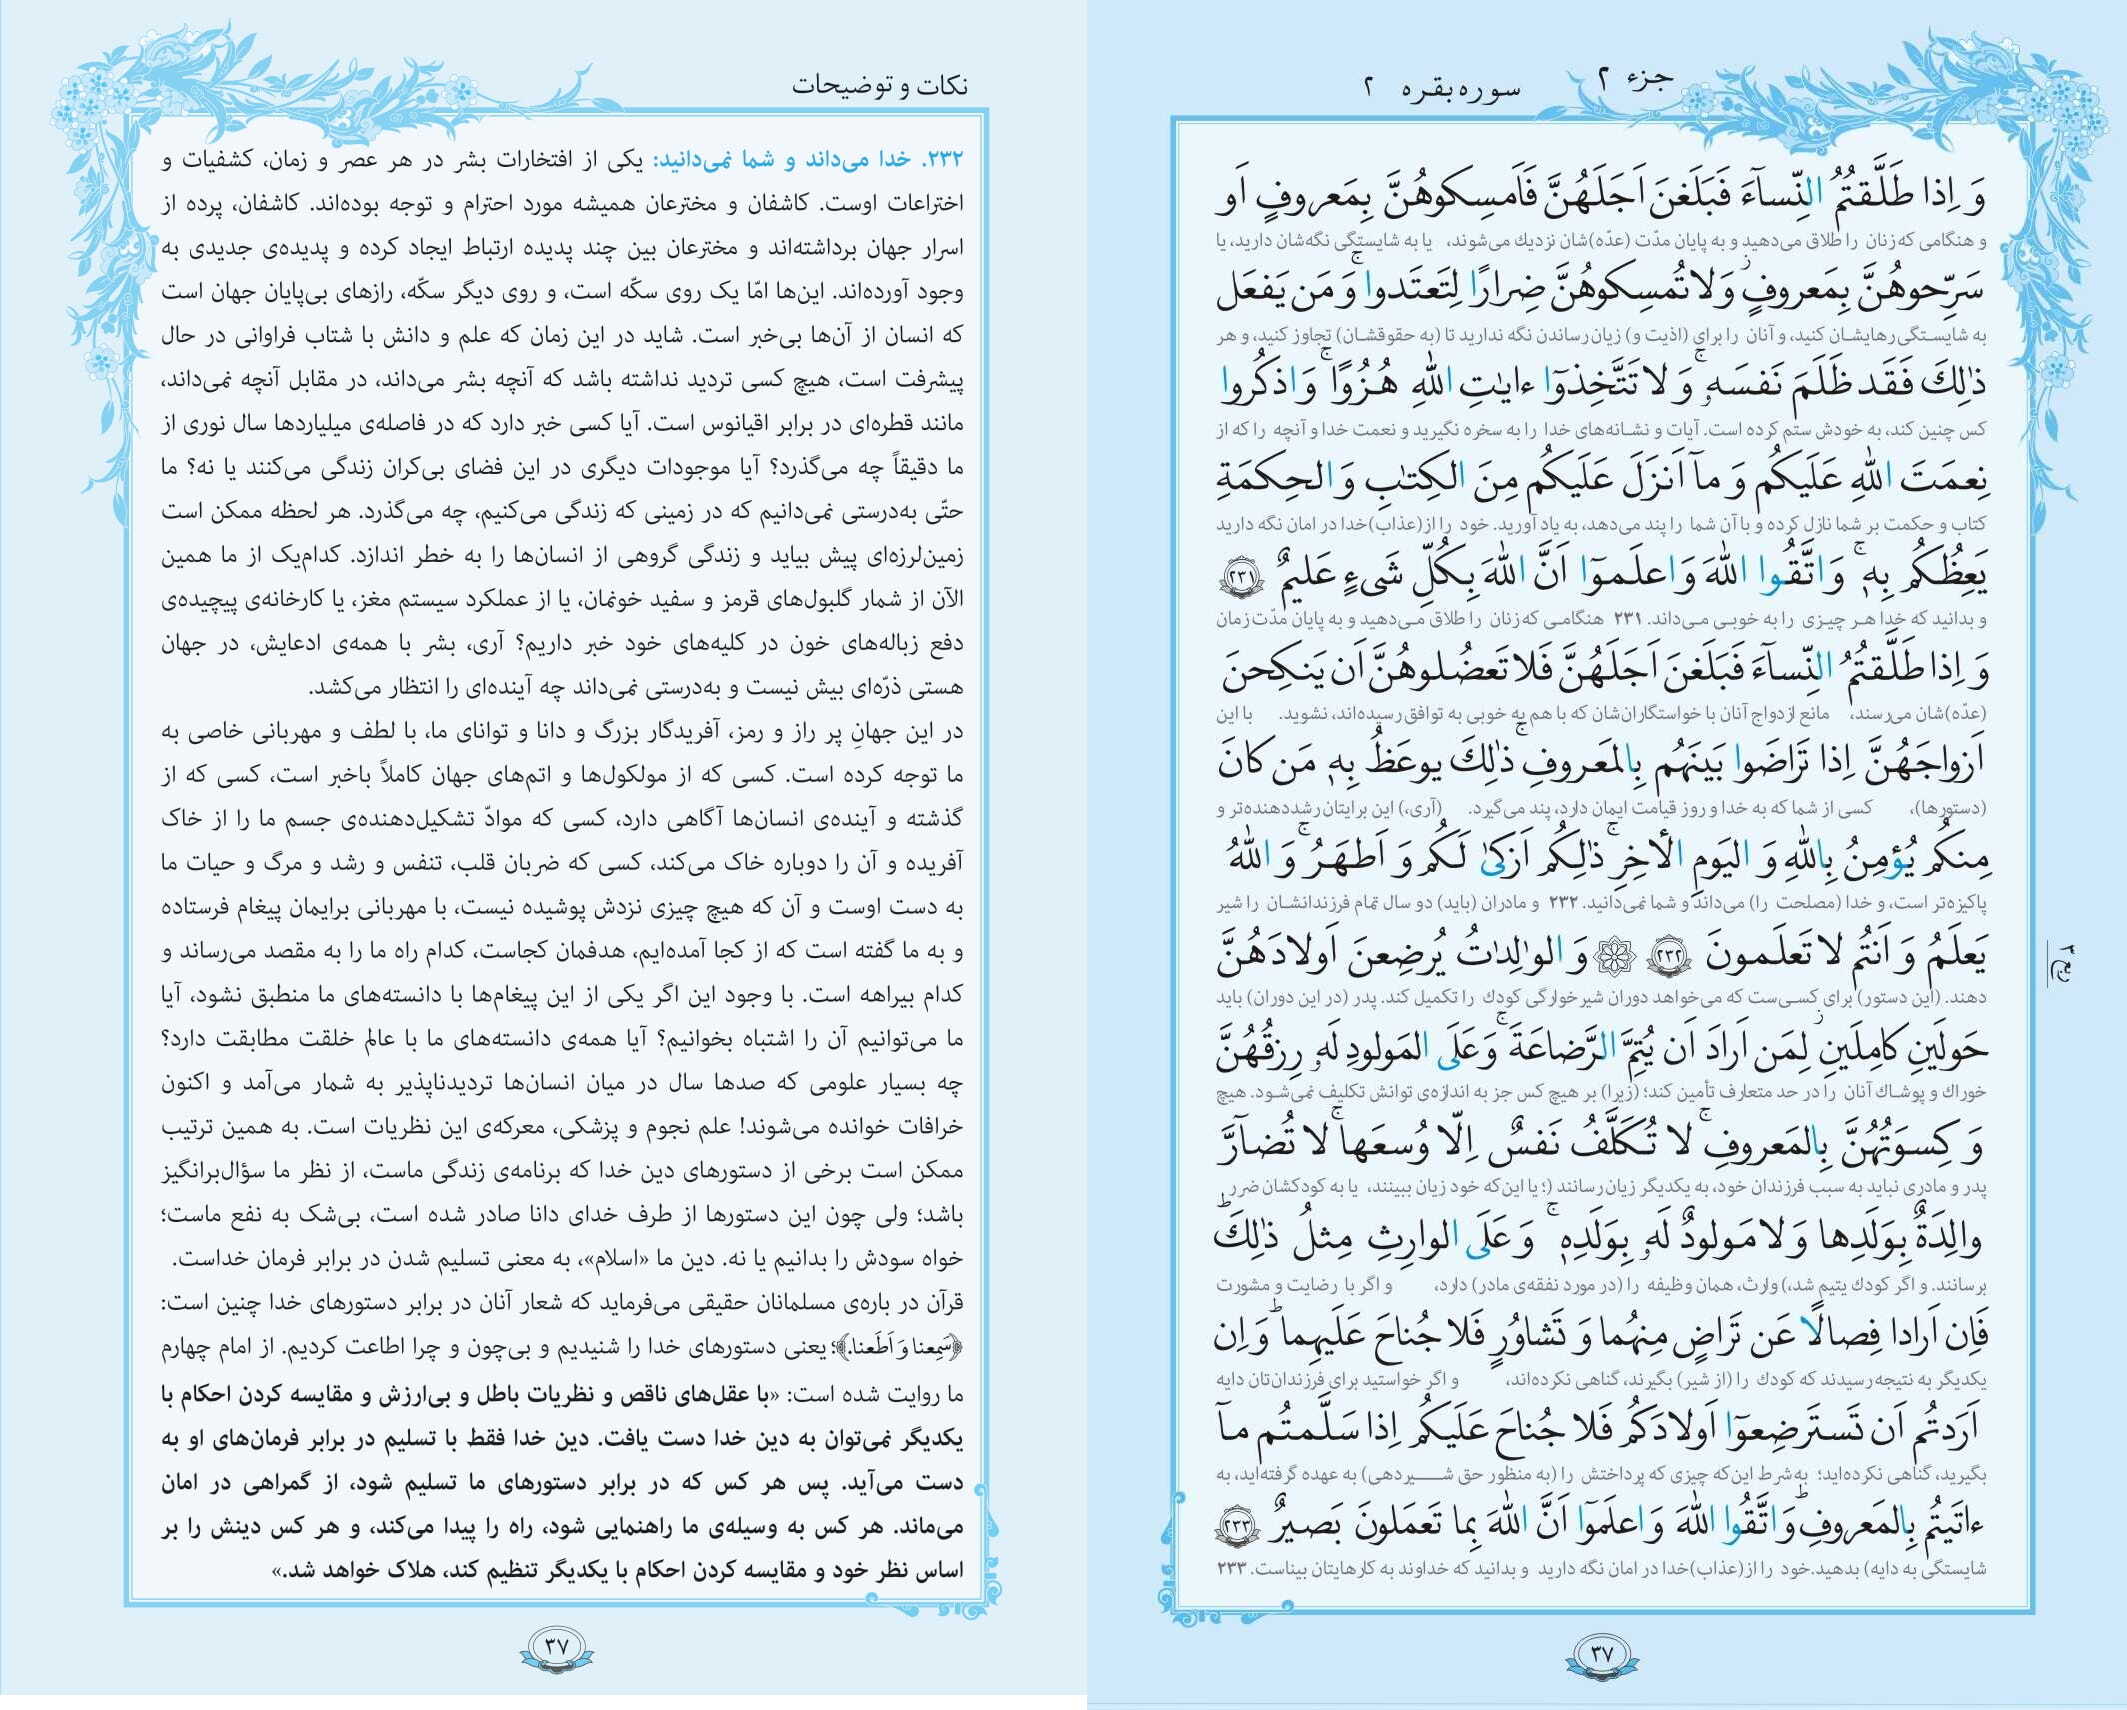 جزء ۲
سوره بقره ۲
وَ اِذا طَلَّقتُمُ النِّسآءَ فَبَلَغنَ اَجَلَهُنَّ فَاَمسِکوهُنَّ بِمَعروفٍ اَو
و هنگامی که زنان را طلاق می‌دهید و به پایان مدّت (عدّه)شان نزدیك می‌شوند، یا به شایستگی نگه‌شان دارید، یا
سَرِّحوهُنَّ بِمَعروفٍ وَلا تُمسِکوهُنَّ ضِرارًا لِتَعتَدوا وَمَن یَفعَل
به شایستگی رهایشان کنید، و آنان را برای (اذیت و) زیان رساندن نگه ندارید تا (به حقوقشان) تجاوز کنید، و هر
ذٰلِكَ فَقَد ظَلَمَ نَفسَهٗ وَ لا تَتَّخِذوٓا ءایٰتِ اللّٰهِ هُزُوًا وَاذکُروا
کس چنین کند، به خودش ستم کرده است. آیات و نشانه‌های خدا را به سخره نگیرید و نعمت خدا و آنچه را که از
نِعمَتَ اللّٰهِ عَلَیکُم وَ مآ اَنزَلَ عَلَیکُم مِنَ الکِتٰبِ وَ الحِکمَةِ
کتاب و حکمت بر شما نازل کرده و با آن شما را پند می‌دهد، به یاد آورید. خود را از(عذاب)خدا در امان نگه دارید
یَعِظُکُم بِهٖ وَ اتَّقُوا اللّٰهَ وَ اعلَموٓا اَنَّ اللّٰهَ بِکُلِّ شَیءٍ عَلیمٌ ۲۳۱
و بدانید که خدا هر چیزی را به خوبی می‌داند. ۲۳۱ هنگامی که زنان را طلاق می‌دهید و به پایان مدّت زمان
وَ اِذا طَلَّقتُمُ النِّسآءَ فَبَلَغنَ اَجَلَهُنَّ فَلا تَعضُلوهُنَّ اَن یَنکِحنَ
(عدّه)شان می‌رسند، مانع ازدواج آنان با خواستگاران‌شان که با هم به خوبی به توافق رسیده‌اند، نشوید. با این
اَزواجَهُنَّ اِذا تَراضَوا بَینَهُم بِالمَعروفِ ذٰلِكَ یوعَظُ بِهٖ مَن کانَ
(دستورها)، کسی از شما که به خدا و روز قیامت ایمان دارد، پند می‌گیرد. (آری،) این برایتان رشددهنده‌تر و
مِنکُم یُؤمِنُ بِاللّٰهِ وَ الیَومِ الأخِرِ ذٰلِکُم اَزکیٰ لَکُم وَ اَطهَرُ وَ اللّٰهُ
پاکیزه‌تر است، و خدا (مصلحت را) می‌داند و شما نمی‌دانید. ۲۳۲ و مادران (باید) دو سال تمام فرزندانشان را شیر
یَعلَمُ وَ اَنتُم لا تَعلَمونَ ۲۳۲ وَ الوالِداتُ یُرضِعنَ اَولادَهُنَّ
ربع ۳
دهند. (این دستور) برای کسی‌ست که می‌خواهد دوران شیرخوارگی کودك را تکمیل کند. پدر (در این دوران) باید
حَولَینِ کامِلَینِ لِمَن اَرادَ اَن یُتِمَّ الرَّضاعَةَ وَعَلَی المَولودِ لَهٗ رِزقُهُنَّ
خوراك و پوشاك آنان را در حد متعارف تأمین کند؛ (زیرا) بر هیچ کس جز به اندازه‌ی توانش تکلیف نمی‌شود. هیچ
وَ کِسوَتُهُنَّ بِالمَعروفِ لا تُکَلَّفُ نَفسٌ اِلّا وُسعَها لا تُضآرَّ
پدر و مادری نباید به سبب فرزندان خود، به یکدیگر زیان رسانند (؛ یا این‌که خود زیان ببینند، یا به کودکشان ضرر
والِدَةٌ بِوَلَدِها وَ لا مَولودٌ لَهٗ بِوَلَدِهٖ وَ عَلَی الوارِثِ مِثلُ ذٰلِكَ
برسانند. و اگر کودك یتیم شد،) وارث، همان وظیفه را (در مورد نفقه‌ی مادر) دارد، و اگر با رضایت و مشورت
فَاِن اَرادا فِصالًا عَن تَراضٍ مِنهُما وَ تَشاوُرٍ فَلا جُناحَ عَلَیهِما وَ اِن
یکدیگر به نتیجه رسیدند که کودك را (از شیر) بگیرند، گناهی نکرده‌اند، و اگر خواستید برای فرزندان‌تان دایه
اَرَدتُم اَن تَستَرضِعوٓا اَولادَکُم فَلا جُناحَ عَلَیکُم اِذا سَلَّمتُم مآ
بگیرید، گناهی نکرده‌اید؛ به‌شرط این‌که چیزی که پرداختش را (به منظور حق شیردهی) به عهده گرفته‌اید، به
ءاتَیتُم بِالمَعروفِ وَ اتَّقُوا اللّٰهَ وَ اعلَموٓا اَنَّ اللّٰهَ بِما تَعمَلونَ بَصیرٌ ۲۳۳
شایستگی به دایه) بدهید.خود را از(عذاب)خدا در امان نگه دارید و بدانید که خداوند به کارهایتان بیناست. ۲۳۳
۳۷
نکات و توضیحات
۲۳۲. خدا می‌داند و شما نمی‌دانید: یکی از افتخارات بشر در هر عصر و زمان، کشفیات و
اختراعات اوست. کاشفان و مخترعان همیشه مورد احترام و توجه بوده‌اند. کاشفان، پرده از
اسرار جهان برداشته‌اند و مخترعان بین چند پدیده ارتباط ایجاد کرده و پدیده‌ی جدیدی به
وجود آورده‌اند. این‌ها امّا یک روی سکّه است، و روی دیگر سکّه، رازهای بی‌پایان جهان است
که انسان از آن‌ها بی‌خبر است. شاید در این زمان که علم و دانش با شتاب فراوانی در حال
پیشرفت است، هیچ کسی تردید نداشته باشد که آنچه بشر می‌داند، در مقابل آنچه نمی‌داند،
مانند قطره‌ای در برابر اقیانوس است. آیا کسی خبر دارد که در فاصله‌ی میلیاردها سال نوری از
ما دقیقاً چه می‌گذرد؟ آیا موجودات دیگری در این فضای بی‌کران زندگی می‌کنند یا نه؟ ما
حتّی به‌درستی نمی‌دانیم که در زمینی که زندگی می‌کنیم، چه می‌گذرد. هر لحظه ممکن است
زمین‌لرزه‌ای پیش بیاید و زندگی گروهی از انسان‌ها را به خطر اندازد. کدام‌یک از ما همین
الآن از شمار گلبول‌های قرمز و سفید خونمان، یا از عملکرد سیستم مغز، یا کارخانه‌ی پیچیده‌ی
دفع زباله‌های خون در کلیه‌های خود خبر داریم؟ آری، بشر با همه‌ی ادعایش، در جهان
هستی ذرّه‌ای بیش نیست و به‌درستی نمی‌داند چه آینده‌ای را انتظار می‌کشد.
در این جهانِ پر راز و رمز، آفریدگار بزرگ و دانا و توانای ما، با لطف و مهربانی خاصی به
ما توجه کرده است. کسی که از مولکول‌ها و اتم‌های جهان کاملاً باخبر است، کسی که از
گذشته و آینده‌ی انسان‌ها آگاهی دارد، کسی که موادّ تشکیل‌دهنده‌ی جسم ما را از خاک
آفریده و آن را دوباره خاک می‌کند، کسی که ضربان قلب، تنفس و رشد و مرگ و حیات ما
به دست اوست و آن که هیچ چیزی نزدش پوشیده نیست، با مهربانی برایمان پیغام فرستاده
و به ما گفته است که از کجا آمده‌ایم، هدفمان کجاست، کدام راه ما را به مقصد می‌رساند و
کدام بیراهه است. با وجود این اگر یکی از این پیغام‌ها با دانسته‌های ما منطبق نشود، آیا
ما می‌توانیم آن را اشتباه بخوانیم؟ آیا همه‌ی دانسته‌های ما با عالم خلقت مطابقت دارد؟
چه بسیار علومی که صدها سال در میان انسان‌ها تردیدناپذیر به شمار می‌آمد و اکنون
خرافات خوانده می‌شوند! علم نجوم و پزشکی، معرکه‌ی این نظریات است. به همین ترتیب
ممکن است برخی از دستورهای دین خدا که برنامه‌ی زندگی ماست، از نظر ما سؤال‌برانگیز
باشد؛ ولی چون این دستورها از طرف خدای دانا صادر شده است، بی‌شک به نفع ماست؛
خواه سودش را بدانیم یا نه. دین ما «اسلام»، به معنی تسلیم شدن در برابر فرمان خداست.
قرآن در باره‌ی مسلمانان حقیقی می‌فرماید که شعار آنان در برابر دستورهای خدا چنین است:
﴿سَمِعنا وَ اَطَعنا.﴾؛ یعنی دستورهای خدا را شنیدیم و بی‌چون و چرا اطاعت کردیم. از امام چهارم
ما روایت شده است: «با عقل‌های ناقص و نظریات باطل و بی‌ارزش و مقایسه کردن احکام با
یکدیگر نمی‌توان به دین خدا دست یافت. دین خدا فقط با تسلیم در برابر فرمان‌های او به
دست می‌آید. پس هر کس که در برابر دستورهای ما تسلیم شود، از گمراهی در امان
می‌ماند. هر کس به وسیله‌ی ما راهنمایی شود، راه را پیدا می‌کند، و هر کس دینش را بر
اساس نظر خود و مقایسه کردن احکام با یکدیگر تنظیم کند، هلاک خواهد شد.»
۳۷